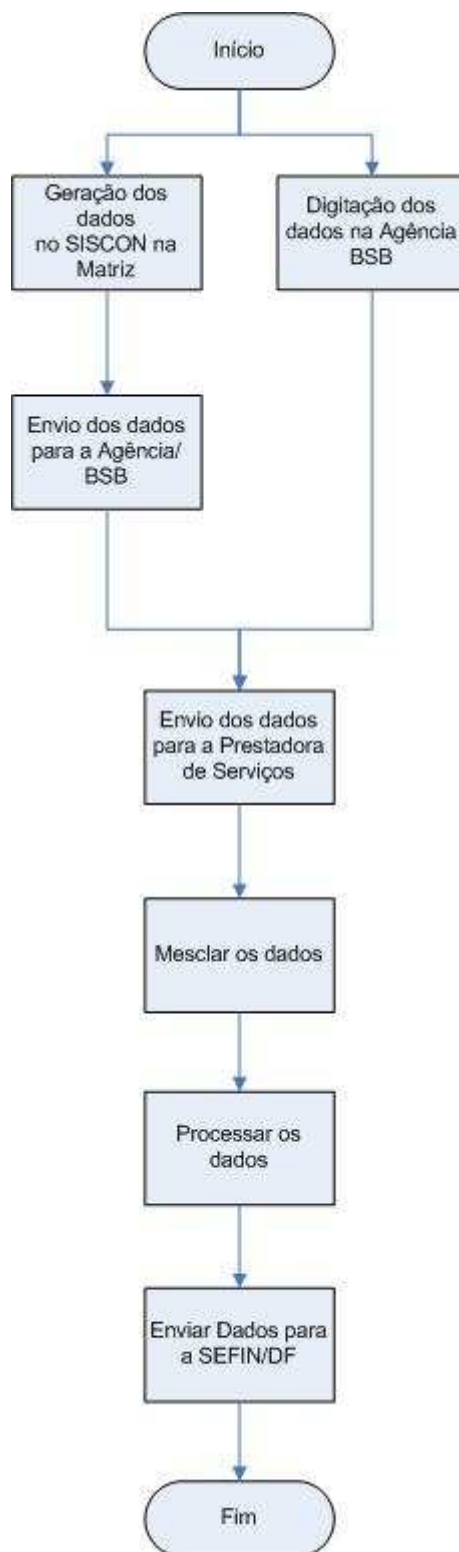 Início
Geração dos
dados
no SISCON na
Matriz
Digitação dos
dados na Agência
BSB
Envio dos dados
para a Agência/
BSB
Envio dos dados
para a Prestadora
de Serviços
Mesclar os dados
Processar os
dados
Enviar Dados para
a SEFIN/DF
Fim